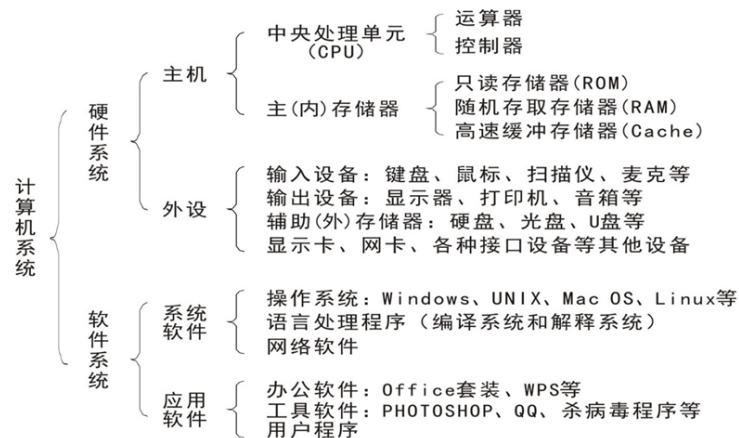 计算机系统
硬件系统
主机
中央处理单元
(CPU)
运算器
控制器
主(内)存储器
只读存储器(ROM)
随机存取存储器(RAM)
高速缓冲存储器(Cache)
外设
输入设备：键盘、鼠标、扫描仪、麦克等
输出设备：显示器、打印机、音箱等
辅助(外)存储器：硬盘、光盘、U盘等
显示卡、网卡、各种接口设备等其他设备
软件系统
系统
软件
操作系统：Windows、UNIX、Mac OS、Linux等
语言处理程序（编译系统和解释系统）
网络软件
应用
软件
办公软件：Office套装、WPS等
工具软件：PHOTOSHOP、QQ、杀病毒程序等
用户程序